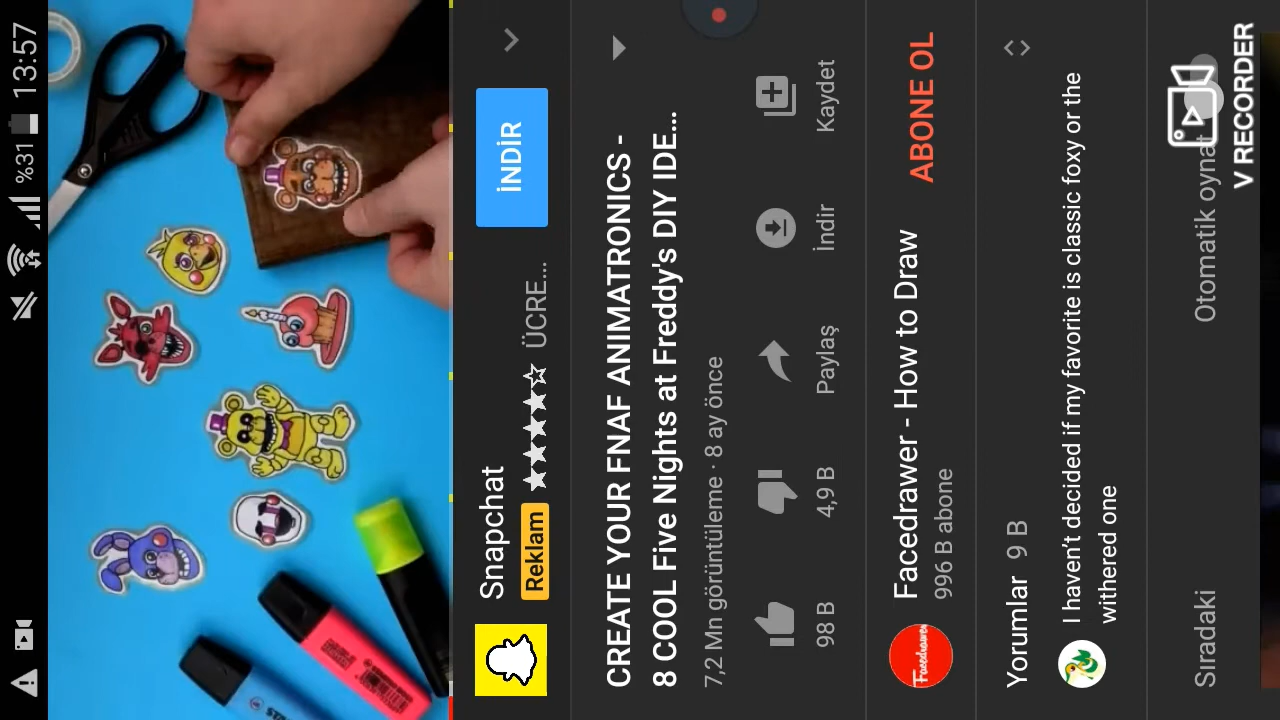 %31 13:57
Snapchat
Reklam ÜCRE...
İNDİR
CREATE YOUR FNAF ANIMATRONICS -
8 COOL Five Nights at Freddy's DIY IDE...
7,2 Mn görüntüleme · 8 ay önce
98 B 4,9 B Paylaş İndir Kaydet
Facedrawer
Facedrawer - How to Draw
996 B abone
ABONE OL
Yorumlar 9 B
I haven't decided if my favorite is classic foxy or the
withered one
Sıradaki Otomatik oynat
V RECORDER